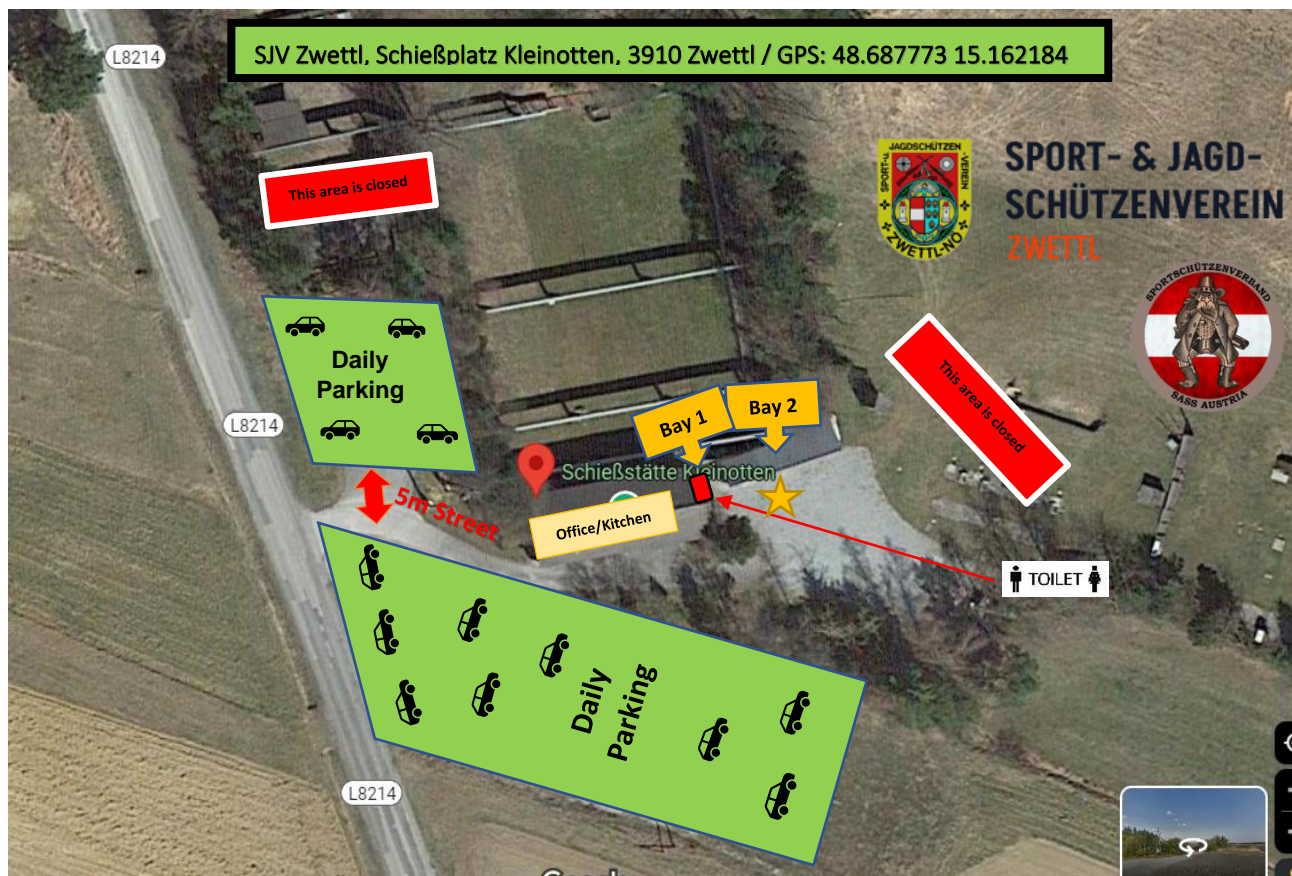 SJV Zwettl, Schießplatz Kleinotten, 3910 Zwettl / GPS: 48.687773 15.162184
L8214
SPORT-u. JAGDSCHÜTZEN -VEREIN
ZWETTL-NÖ
SPORT- & JAGD-
SCHÜTZENVEREIN
ZWETTL
This area is closed
SPORTSCHÜTZENVERBAND
SASS AUSTRIA
Daily
Parking
This area is closed
Bay 1
Bay 2
L8214
Schießstätte Kleinotten
5m Street
Office/Kitchen
TOILET
Daily
Parking
L8214